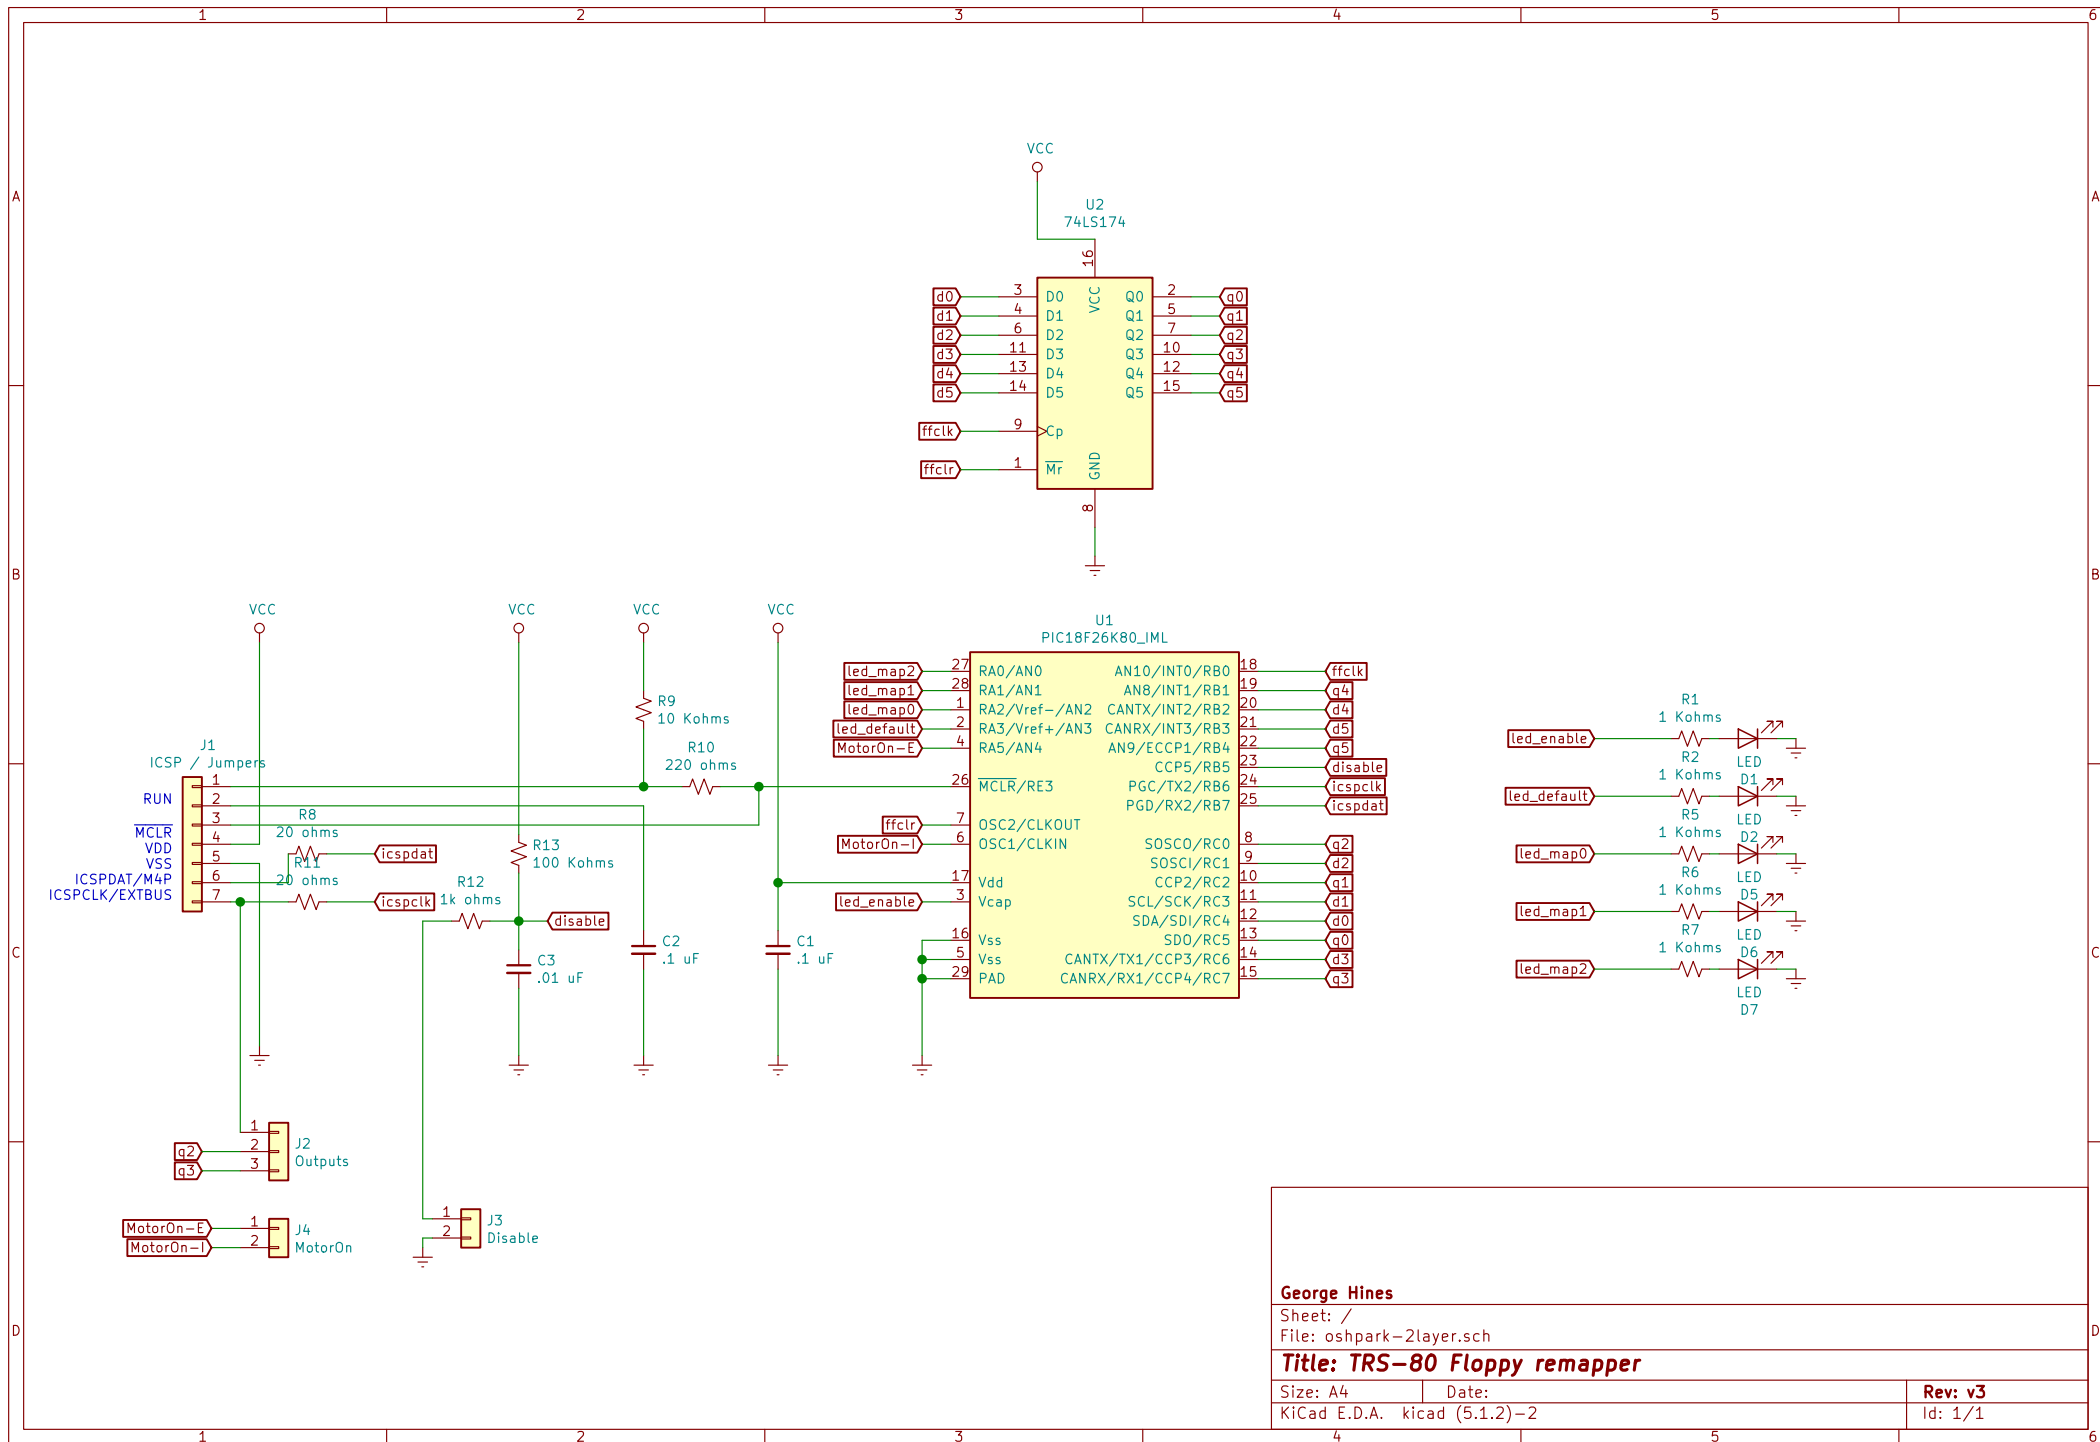 1 2 3 4 5 6
A A
B B
C C
D D
VCC
U2
74LS174
16
VCC
GND
8
d0 3 D0 Q0 2 q0
d1 4 D1 Q1 5 q1
d2 6 D2 Q2 7 q2
d3 11 D3 Q3 10 q3
d4 13 D4 Q4 12 q4
d5 14 D5 Q5 15 q5
ffclk 9 Cp
ffclr 1 Mr
VCC VCC VCC VCC
U1
PIC18F26K80_IML
led_map2 27 RA0/AN0 AN10/INT0/RB0 18 ffclk
led_map1 28 RA1/AN1 AN8/INT1/RB1 19 q4
led_map0 1 RA2/Vref-/AN2 CANTX/INT2/RB2 20 d4
led_default 2 RA3/Vref+/AN3 CANRX/INT3/RB3 21 d5
MotorOn-E 4 RA5/AN4 AN9/ECCP1/RB4 22 q5
CCP5/RB5 23 disable
26 MCLR/RE3 PGC/TX2/RB6 24 icspclk
PGD/RX2/RB7 25 icspdat
ffclr 7 OSC2/CLKOUT
MotorOn-I 6 OSC1/CLKIN SOSCO/RC0 8 q2
SOSCI/RC1 9 d2
17 Vdd CCP2/RC2 10 q1
led_enable 3 Vcap SCL/SCK/RC3 11 d1
SDA/SDI/RC4 12 d0
16 Vss SDO/RC5 13 q0
5 Vss CANTX/TX1/CCP3/RC6 14 d3
29 PAD CANRX/RX1/CCP4/RC7 15 q3
R9
10 Kohms
R10
220 ohms
J1
ICSP / Jumpers
1
RUN 2
MCLR 3
VDD 4
VSS 5
ICSPDAT/M4P 6
ICSPCLK/EXTBUS 7
R8
20 ohms
icspdat
R11
20 ohms
icspclk
R13
100 Kohms
R12
1k ohms
disable
C3
.01 uF
C2
.1 uF
C1
.1 uF
1
q2 2
q3 3
J2
Outputs
MotorOn-E 1
MotorOn-I 2
J4
MotorOn
1
2
J3
Disable
R1
1 Kohms
led_enable
LED
D1
R2
1 Kohms
led_default
LED
D2
R5
1 Kohms
led_map0
LED
D5
R6
1 Kohms
led_map1
LED
D6
R7
1 Kohms
led_map2
LED
D7
George Hines
Sheet: /
File: oshpark-2layer.sch
Title: TRS-80 Floppy remapper
Size: A4 Date: Rev: v3
KiCad E.D.A. kicad (5.1.2)-2 Id: 1/1
1 2 3 4 5 6